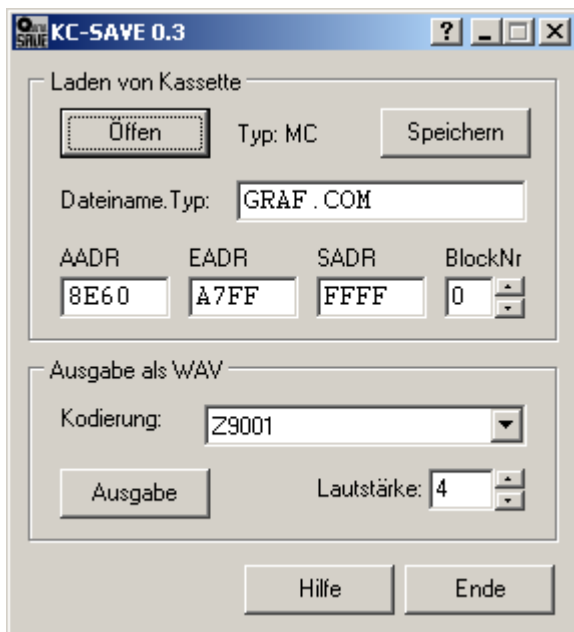 KC-SAVE 0.3
Laden von Kassette
Öffen Typ: MC Speichern
Dateiname.Typ: GRAF.COM
AADR EADR SADR BlockNr
8E60 A7FF FFFF 0
Ausgabe als WAV
Kodierung: Z9001
Ausgabe Lautstärke: 4
Hilfe Ende